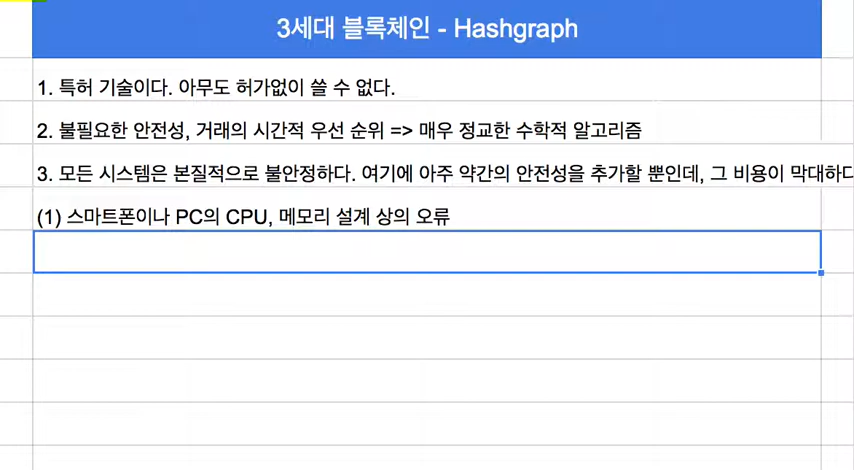 3세대 블록체인 - Hashgraph
1. 특허 기술이다. 아무도 허가없이 쓸 수 없다.
2. 불필요한 안전성, 거래의 시간적 우선 순위 => 매우 정교한 수학적 알고리즘
3. 모든 시스템은 본질적으로 불안정하다. 여기에 아주 약간의 안전성을 추가할 뿐인데, 그 비용이 막대하다
(1) 스마트폰이나 PC의 CPU, 메모리 설계 상의 오류